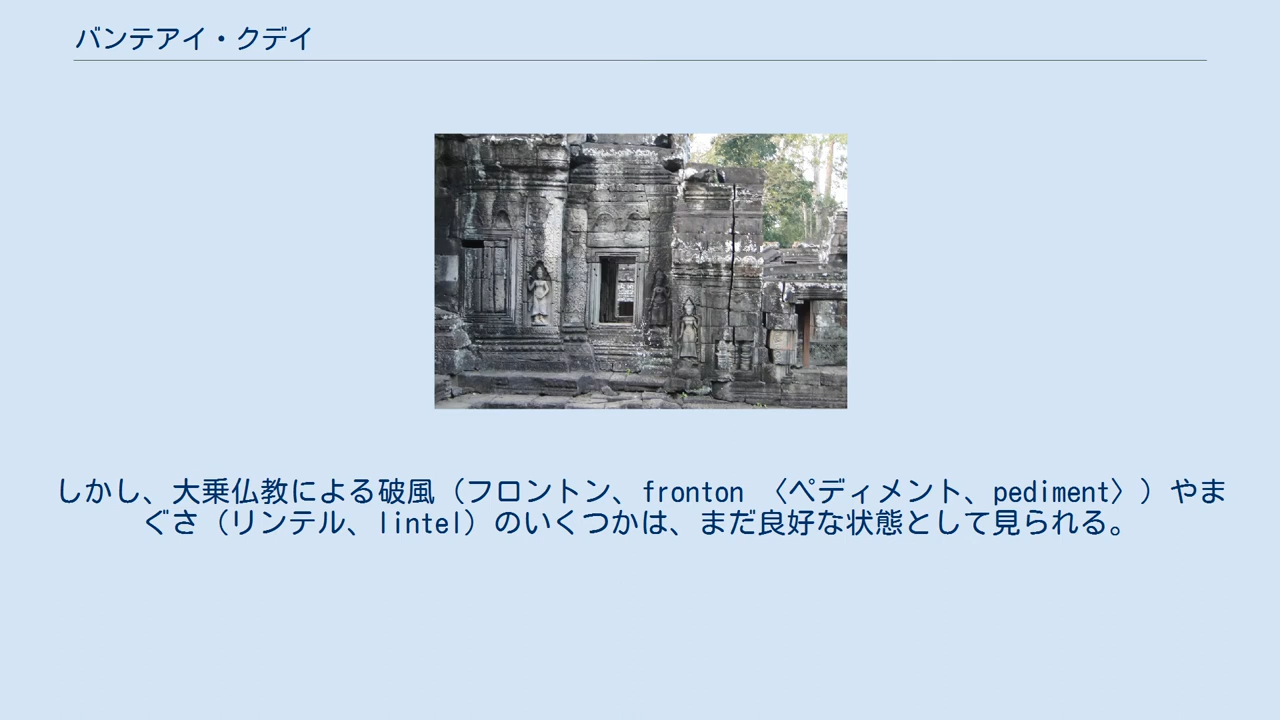 バンテアイ・クデイ
しかし、大乗仏教による破風（フロントン、fronton 〈ペディメント、pediment〉）やま
ぐさ（リンテル、lintel）のいくつかは、まだ良好な状態として見られる。